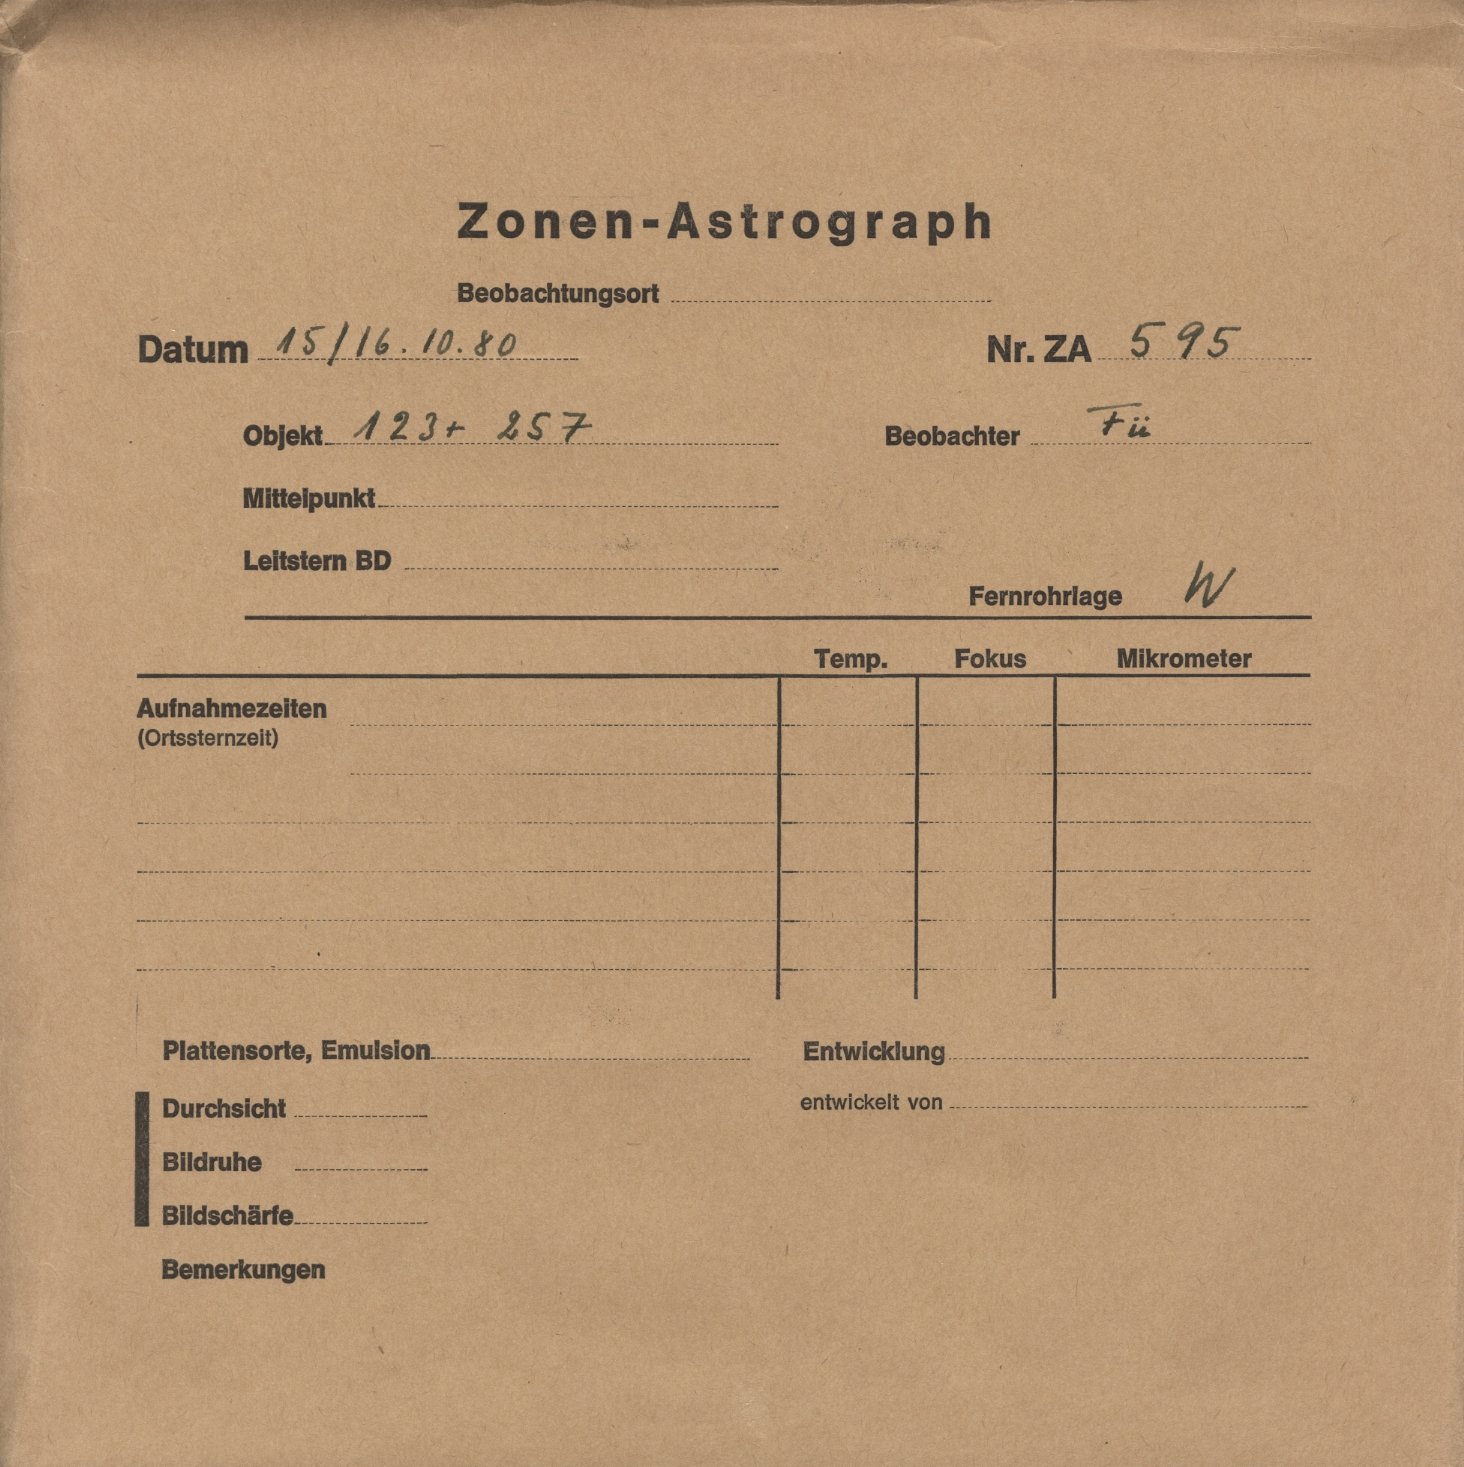 Zonen-Astrograph
Beobachtungsort
Datum 15/16.10.80 Nr. ZA 595
Objekt 123+ 257 Beobachter Fü
Mittelpunkt
Leitstern BD
Fernrohrlage W
Temp. Fokus Mikrometer
Aufnahmezeiten
(Ortssternzeit)
Plattensorte, Emulsion Entwicklung
Durchsicht entwickelt von
Bildruhe
Bildschärfe
Bemerkungen